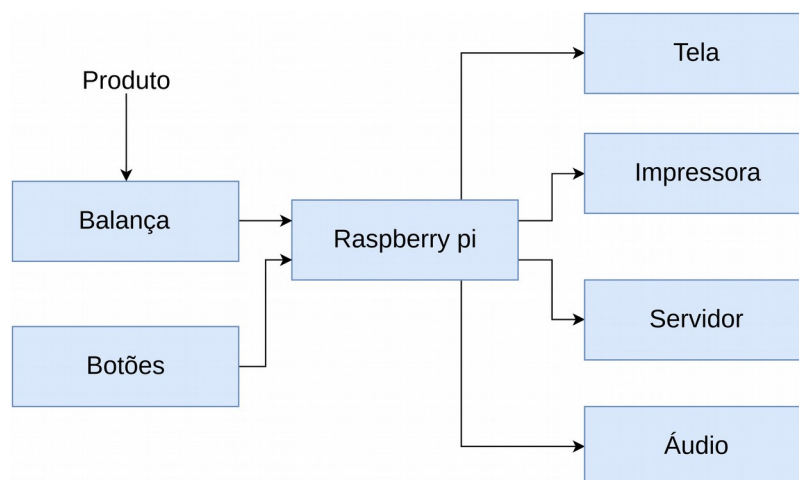 Produto
Balança
Botões
Raspberry pi
Tela
Impressora
Servidor
Áudio